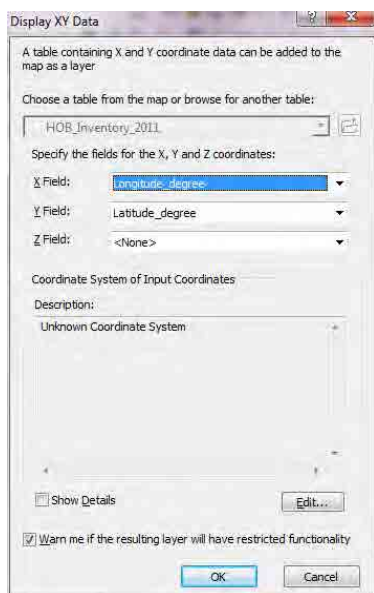 Display XY Data
A table containing X and Y coordinate data can be added to the
map as a layer
Choose a table from the map or browse for another table:
HOB_Inventory_2011
Specify the fields for the X, Y and Z coordinates:
X Field: Longitude_degree
Y Field: Latitude_degree
Z Field: <None>
Coordinate System of Input Coordinates
Description:
Unknown Coordinate System
Show Details Edit...
Warn me if the resulting layer will have restricted functionality
OK Cancel